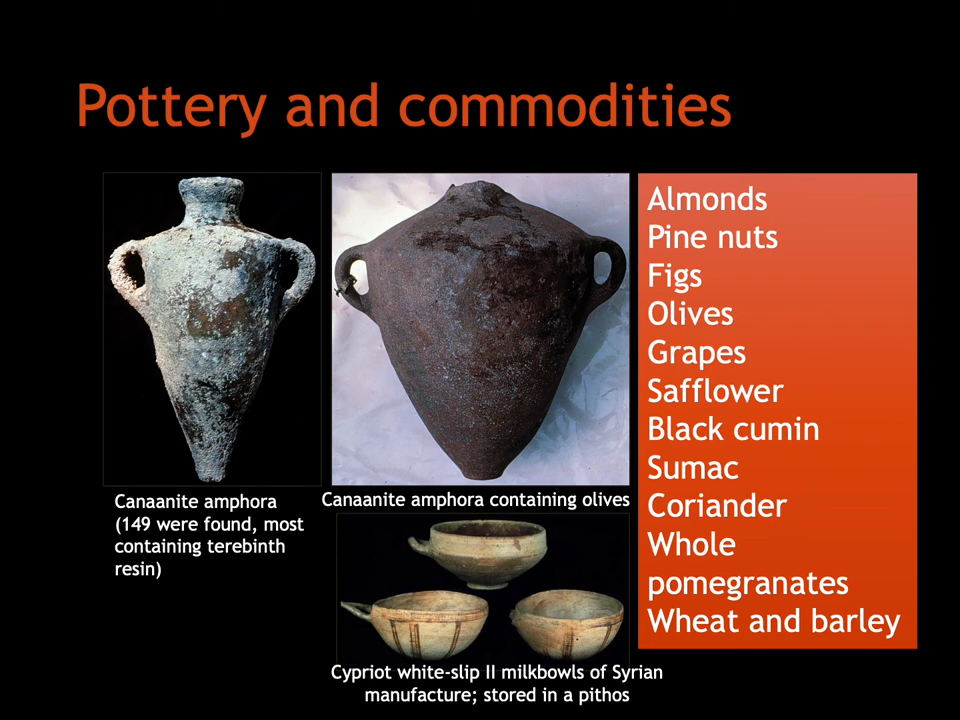 Pottery and commodities
Canaanite amphora
(149 were found, most
containing terebinth
resin)
Canaanite amphora containing olives
Cypriot white-slip II milkbowls of Syrian
manufacture; stored in a pithos
Almonds
Pine nuts
Figs
Olives
Grapes
Safflower
Black cumin
Sumac
Coriander
Whole
pomegranates
Wheat and barley